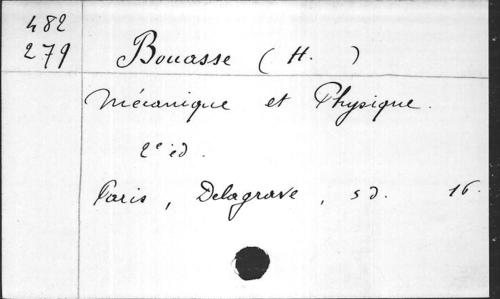 482
279
Bouasse (H. )
Mécanique et Physique.
2e éd.
Paris, Delagrave, s d. 16.